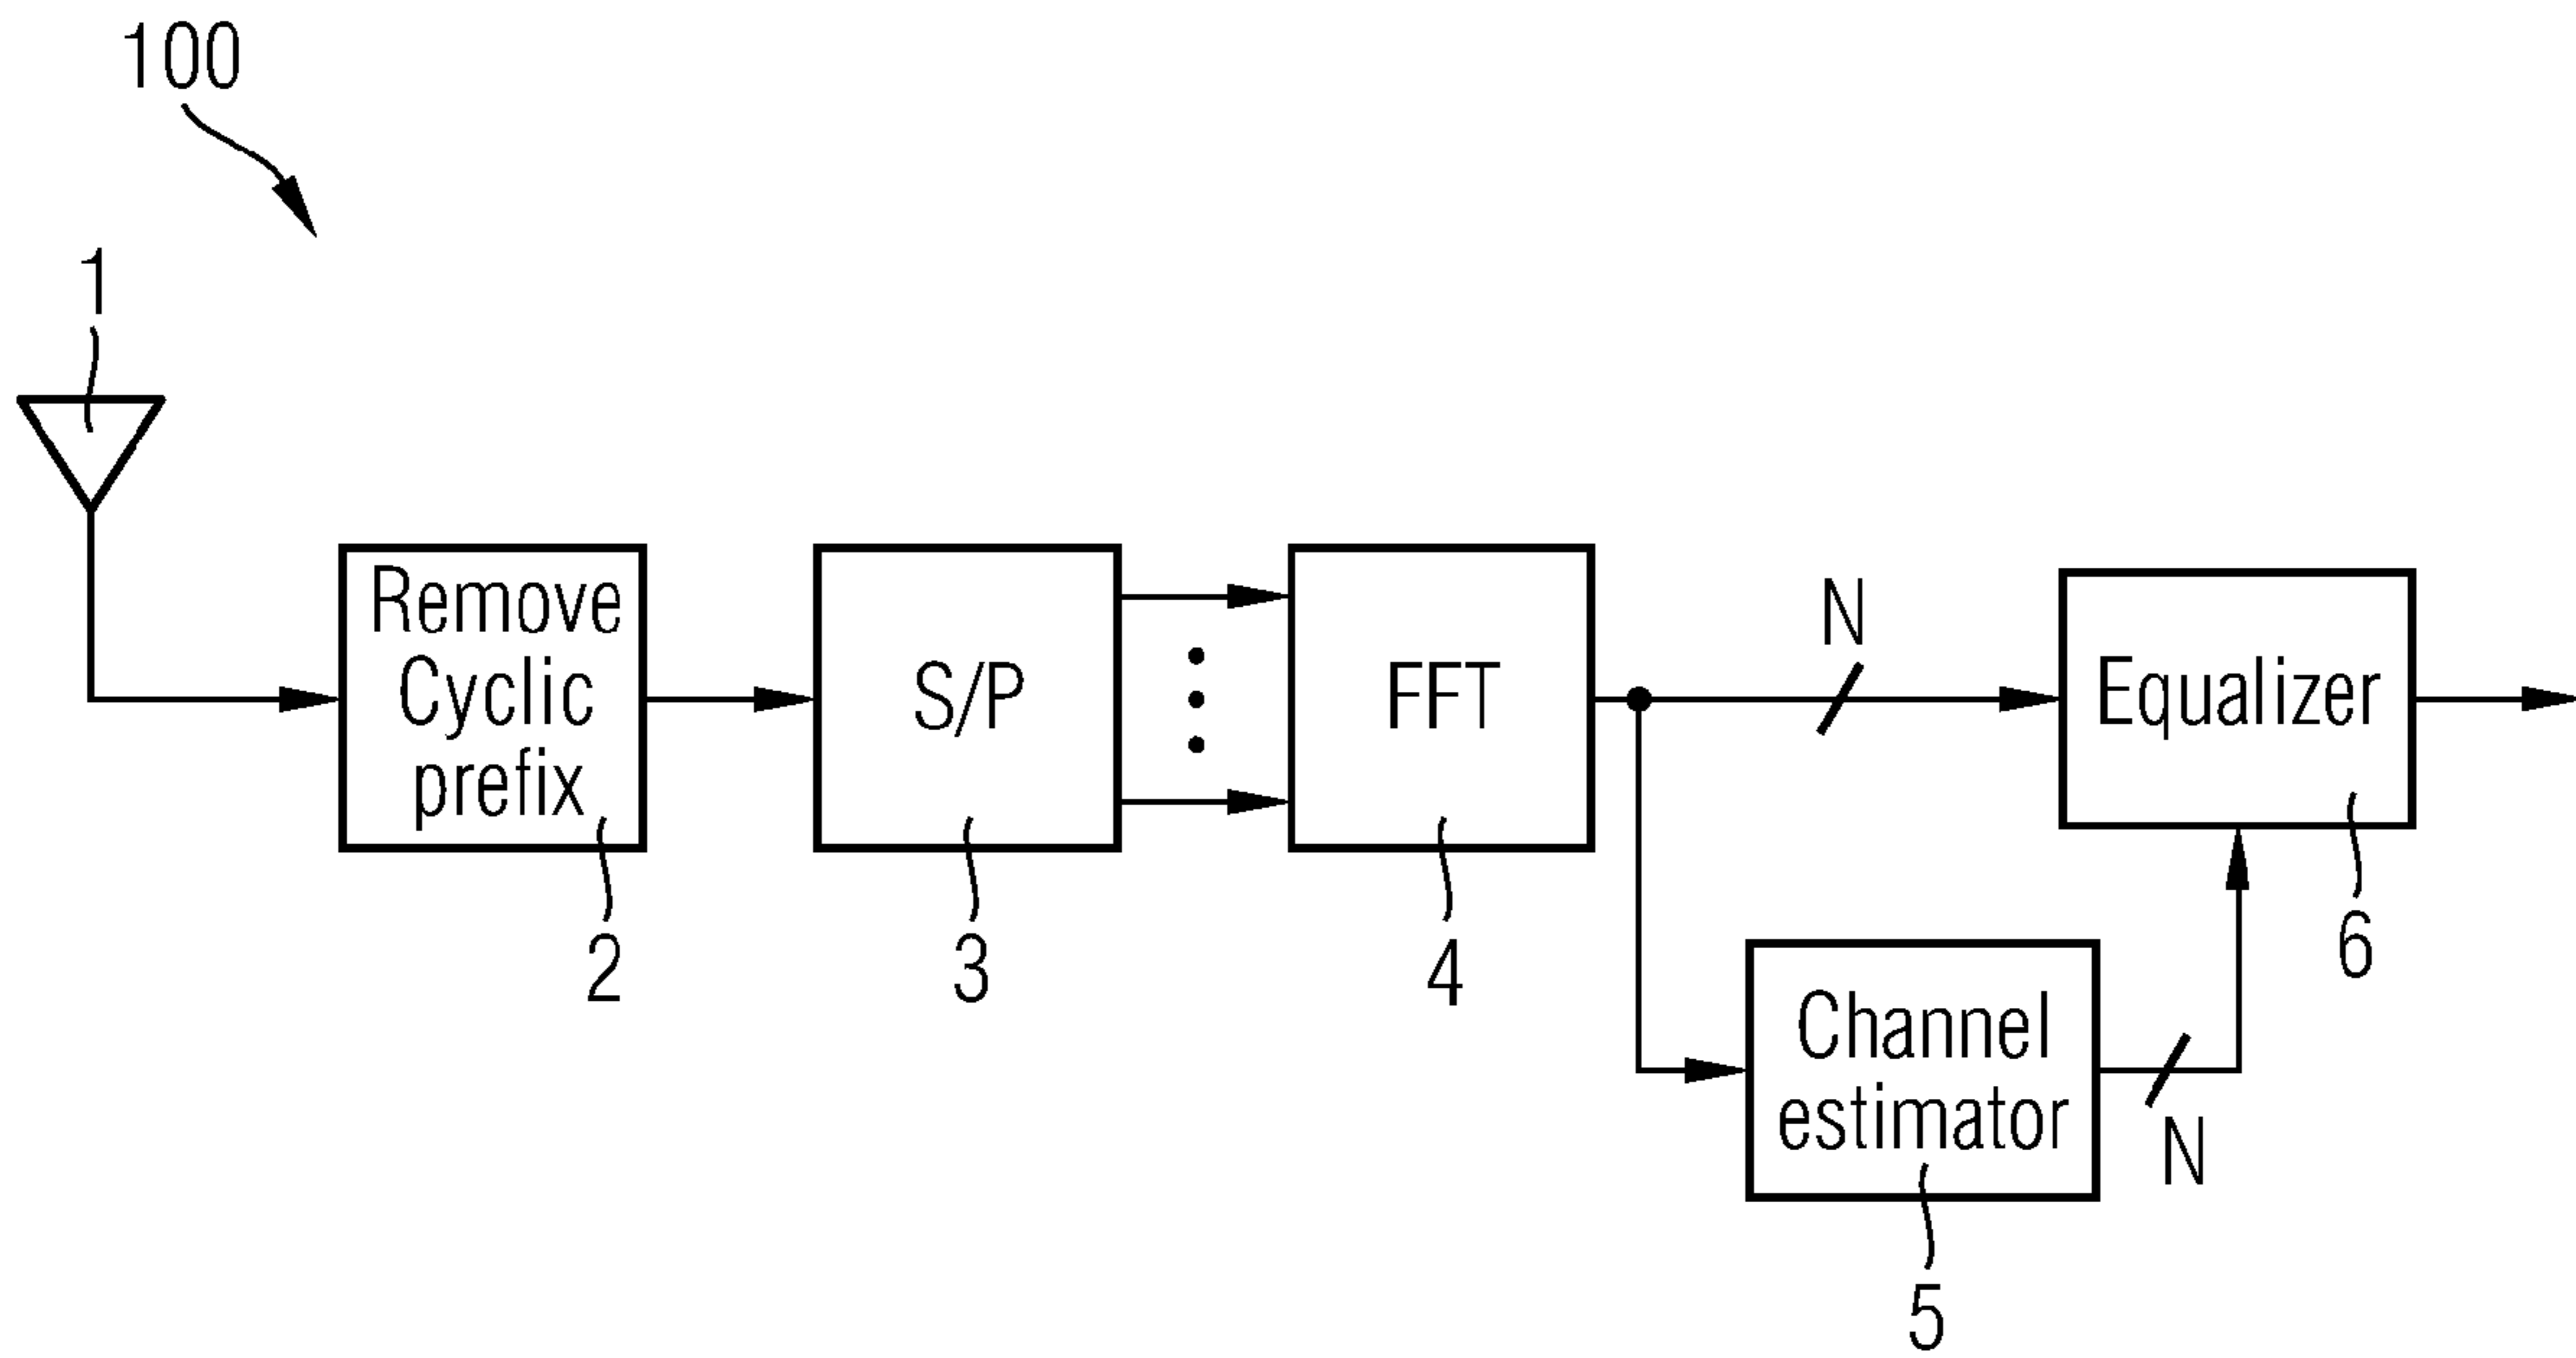 100
1
Remove
Cyclic
prefix
S/P
FFT
N
Equalizer
2
3
4
6
Channel
estimator
N
5